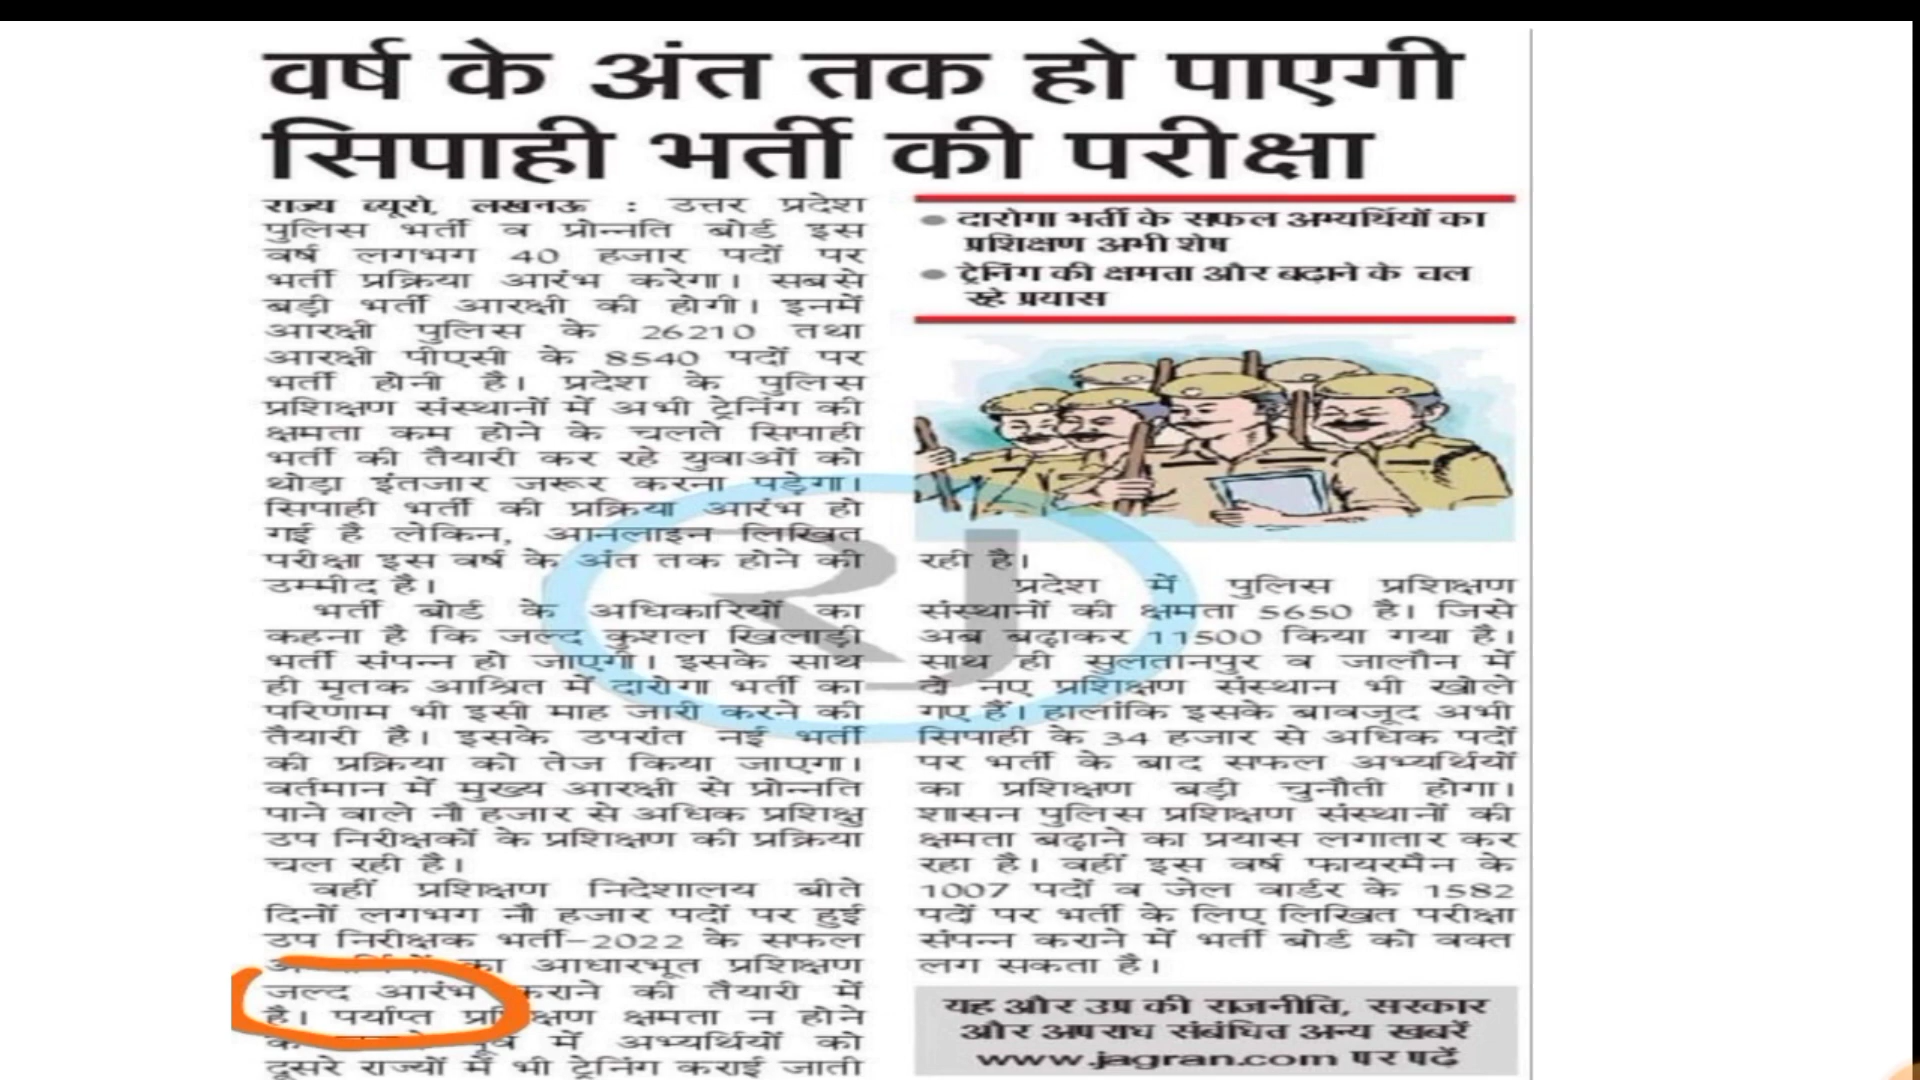 वर्ष के अंत तक हो पाएगी
सिपाही भर्ती की परीक्षा
राज्य ब्यूरो, लखनऊ : उत्तर प्रदेश
पुलिस भर्ती व प्रोन्नति बोर्ड इस
वर्ष लगभग 40 हजार पदों पर
भर्ती प्रक्रिया आरंभ करेगा। सबसे
बड़ी भर्ती आरक्षी की होगी। इनमें
आरक्षी पुलिस के 26210 तथा
आरक्षी पीएसी के 8540 पदों पर
भर्ती होनी है। प्रदेश के पुलिस
प्रशिक्षण संस्थानों में अभी ट्रेनिंग की
क्षमता कम होने के चलते सिपाही
भर्ती की तैयारी कर रहे युवाओं को
थोड़ा इंतजार जरूर करना पड़ेगा।
सिपाही भर्ती की प्रक्रिया आरंभ हो
गई है लेकिन, आनलाइन लिखित
परीक्षा इस वर्ष के अंत तक होने की
उम्मीद है।
भर्ती बोर्ड के अधिकारियों का
कहना है कि जल्द कुशल खिलाड़ी
भर्ती संपन्न हो जाएगी। इसके साथ
ही मृतक आश्रित में दारोगा भर्ती का
परिणाम भी इसी माह जारी करने की
तैयारी है। इसके उपरांत नई भर्ती
की प्रक्रिया को तेज किया जाएगा।
वर्तमान में मुख्य आरक्षी से प्रोन्नति
पाने वाले नौ हजार से अधिक प्रशिक्षु
उप निरीक्षकों के प्रशिक्षण की प्रक्रिया
चल रही है।
वहीं प्रशिक्षण निदेशालय बीते
दिनों लगभग नौ हजार पदों पर हुई
उप निरीक्षक भर्ती-2022 के सफल
का आधारभूत प्रशिक्षण
जल्द आरंभ कराने की तैयारी में
है। पर्याप्त प्रशिक्षण क्षमता न होने
में अभ्यर्थियों को
दूसरे राज्यों में भी ट्रेनिंग कराई जाती
• दारोगा भर्ती के सफल अभ्यर्थियों का
प्रशिक्षण अभी शेष
• ट्रेनिंग की क्षमता और बढ़ाने के चल
रहे प्रयास
रही है।
प्रदेश में पुलिस प्रशिक्षण
संस्थानों की क्षमता 5650 है। जिसे
अब बढ़ाकर 11500 किया गया है।
साथ ही सुलतानपुर व जालौन में
दो नए प्रशिक्षण संस्थान भी खोले
गए हैं। हालांकि इसके बावजूद अभी
सिपाही के 34 हजार से अधिक पदों
पर भर्ती के बाद सफल अभ्यर्थियों
का प्रशिक्षण बड़ी चुनौती होगा।
शासन पुलिस प्रशिक्षण संस्थानों की
क्षमता बढ़ाने का प्रयास लगातार कर
रहा है। वहीं इस वर्ष फायरमैन के
1007 पदों व जेल वार्डर के 1582
पदों पर भर्ती के लिए लिखित परीक्षा
संपन्न कराने में भर्ती बोर्ड को वक्त
लग सकता है।
यह और उप्र की राजनीति, सरकार
और अपराध संबंधित अन्य खबरें
www.jagran.com पर पढ़ें